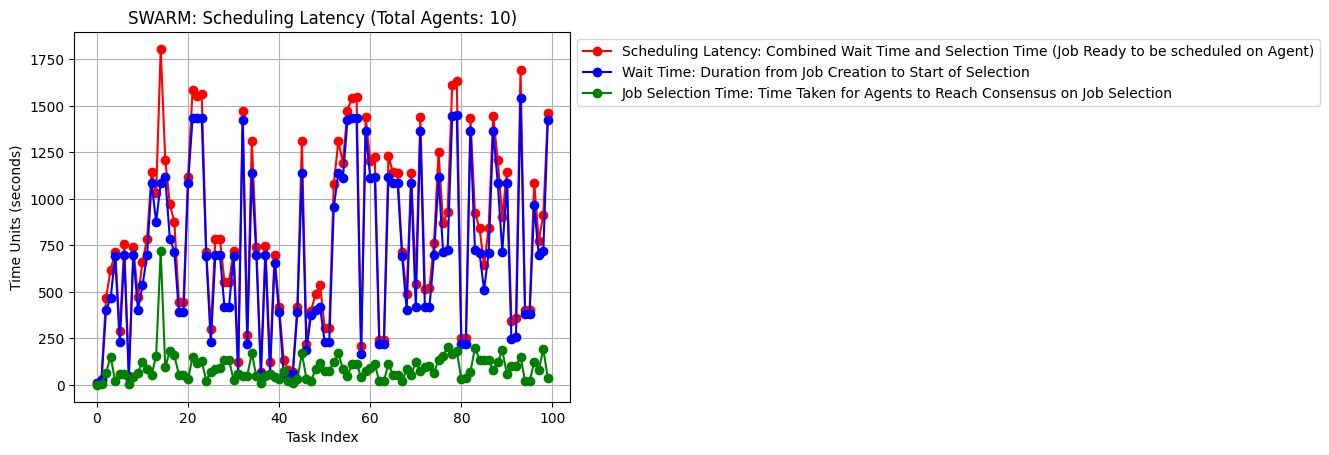 SWARM: Scheduling Latency (Total Agents: 10)
Scheduling Latency: Combined Wait Time and Selection Time (Job Ready to be scheduled on Agent)
Wait Time: Duration from Job Creation to Start of Selection
Job Selection Time: Time Taken for Agents to Reach Consensus on Job Selection
Time Units (seconds)
1750
1500
1250
1000
750
500
250
0
0
20
40
60
80
100
Task Index